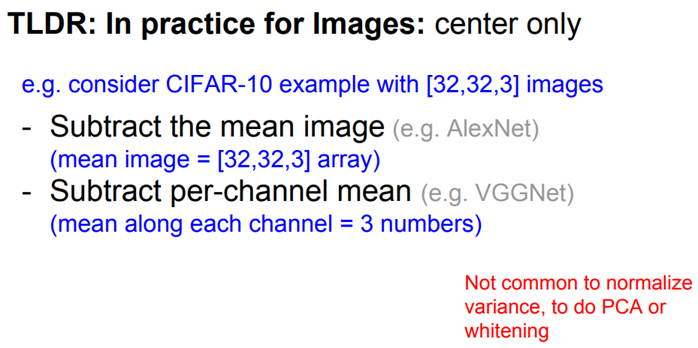 TLDR: In practice for Images: center only
e.g. consider CIFAR-10 example with [32,32,3] images
- Subtract the mean image (e.g. AlexNet)
(mean image = [32,32,3] array)
- Subtract per-channel mean (e.g. VGGNet)
(mean along each channel = 3 numbers)
Not common to normalize
variance, to do PCA or
whitening